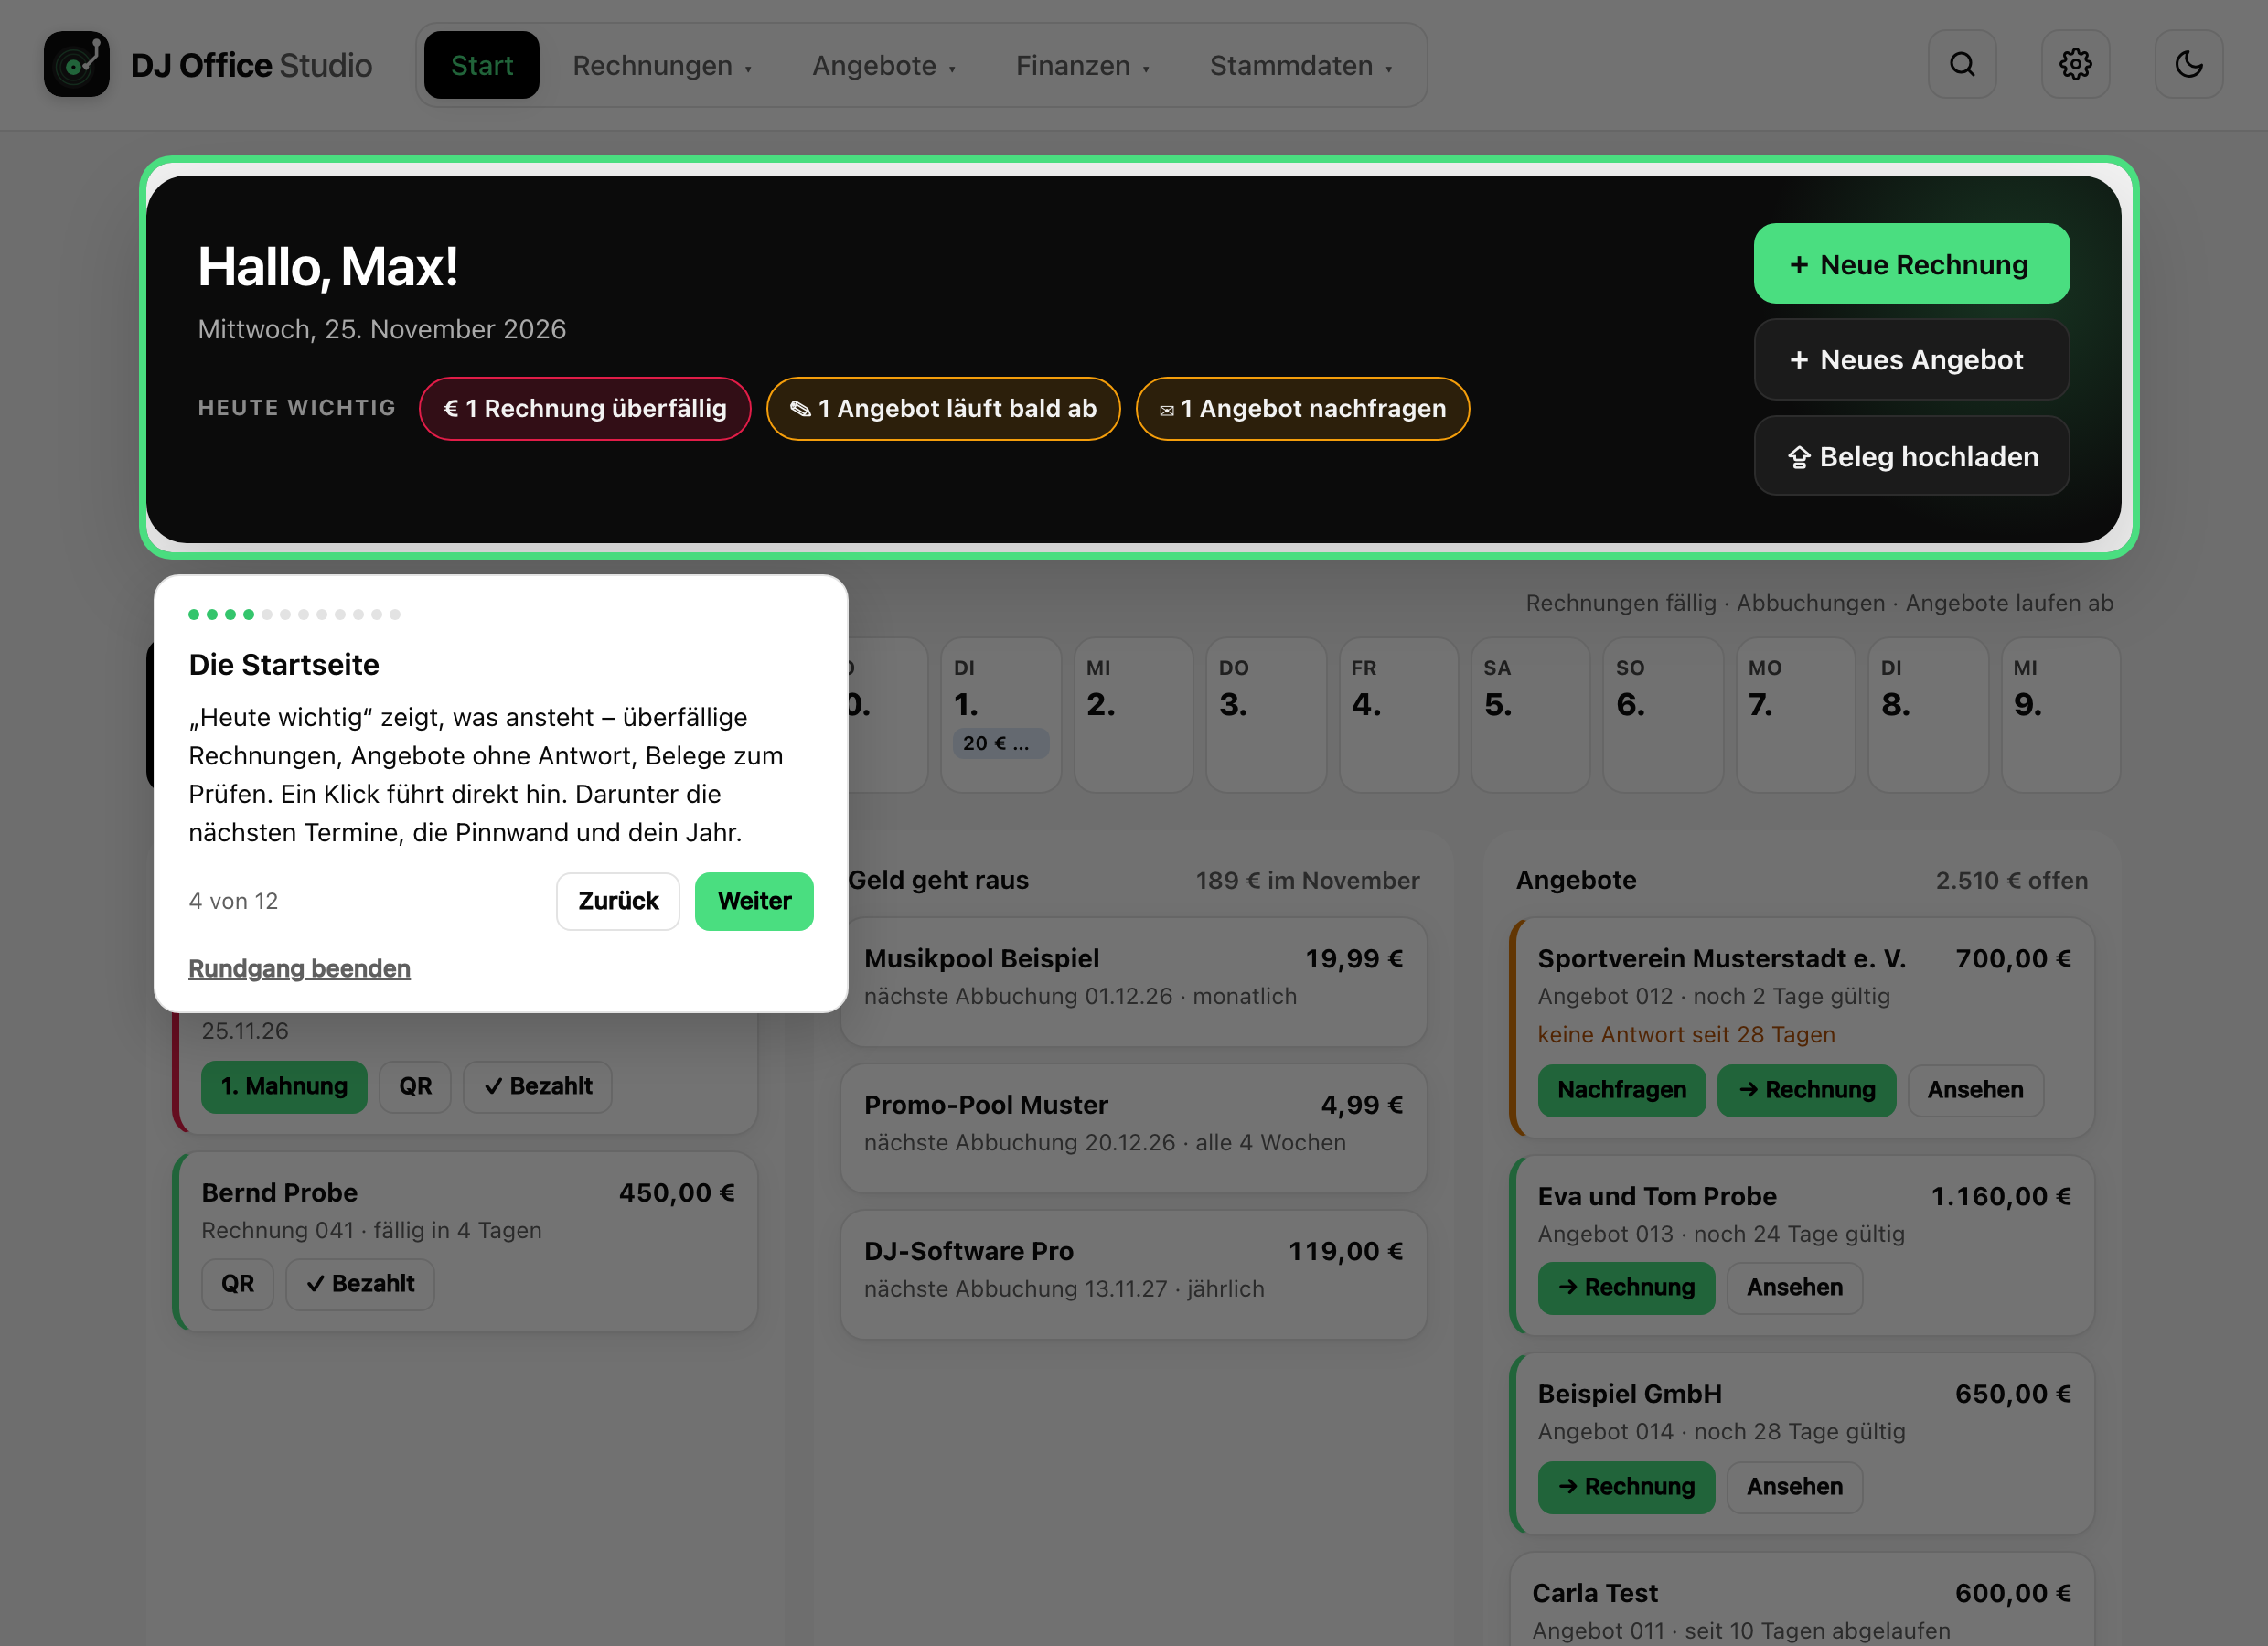 DJ Office Studio
Start
Rechnungen
Angebote
Finanzen
Stammdaten
Hallo, Max!
Mittwoch, 25. November 2026
HEUTE WICHTIG
€ 1 Rechnung überfällig
✎ 1 Angebot läuft bald ab
✉ 1 Angebot nachfragen
+ Neue Rechnung
+ Neues Angebot
Beleg hochladen
Die Startseite
„Heute wichtig“ zeigt, was ansteht – überfällige
Rechnungen, Angebote ohne Antwort, Belege zum
Prüfen. Ein Klick führt direkt hin. Darunter die
nächsten Termine, die Pinnwand und dein Jahr.
4 von 12
Zurück
Weiter
Rundgang beenden
Rechnungen fällig · Abbuchungen · Angebote laufen ab
0.
DI
1.
20 € ...
MI
2.
DO
3.
FR
4.
SA
5.
SO
6.
MO
7.
DI
8.
MI
9.
25.11.26
1. Mahnung
QR
✓ Bezahlt
Bernd Probe
450,00 €
Rechnung 041 · fällig in 4 Tagen
QR
✓ Bezahlt
Geld geht raus
189 € im November
Musikpool Beispiel
19,99 €
nächste Abbuchung 01.12.26 · monatlich
Promo-Pool Muster
4,99 €
nächste Abbuchung 20.12.26 · alle 4 Wochen
DJ-Software Pro
119,00 €
nächste Abbuchung 13.11.27 · jährlich
Angebote
2.510 € offen
Sportverein Musterstadt e. V.
700,00 €
Angebot 012 · noch 2 Tage gültig
keine Antwort seit 28 Tagen
Nachfragen
→ Rechnung
Ansehen
Eva und Tom Probe
1.160,00 €
Angebot 013 · noch 24 Tage gültig
→ Rechnung
Ansehen
Beispiel GmbH
650,00 €
Angebot 014 · noch 28 Tage gültig
→ Rechnung
Ansehen
Carla Test
600,00 €
Angebot 011 · seit 10 Tagen abgelaufen